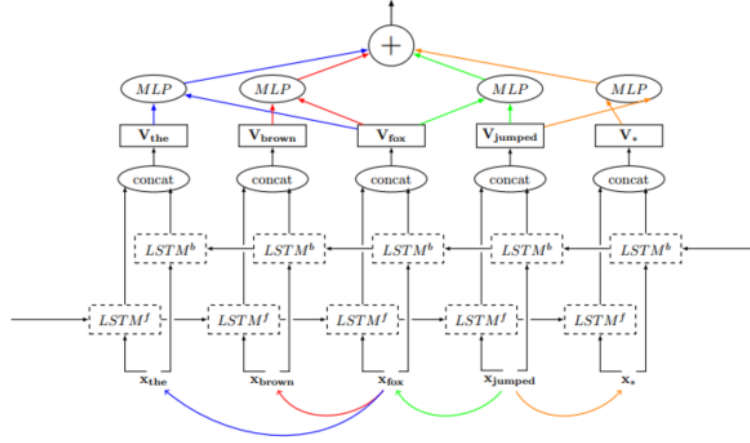 +
MLP MLP MLP MLP
V_the V_brown V_fox V_jumped V_*
concat concat concat concat concat
LSTM^b LSTM^b LSTM^b LSTM^b LSTM^b
LSTM^f LSTM^f LSTM^f LSTM^f LSTM^f
x_the x_brown x_fox x_jumped x_*